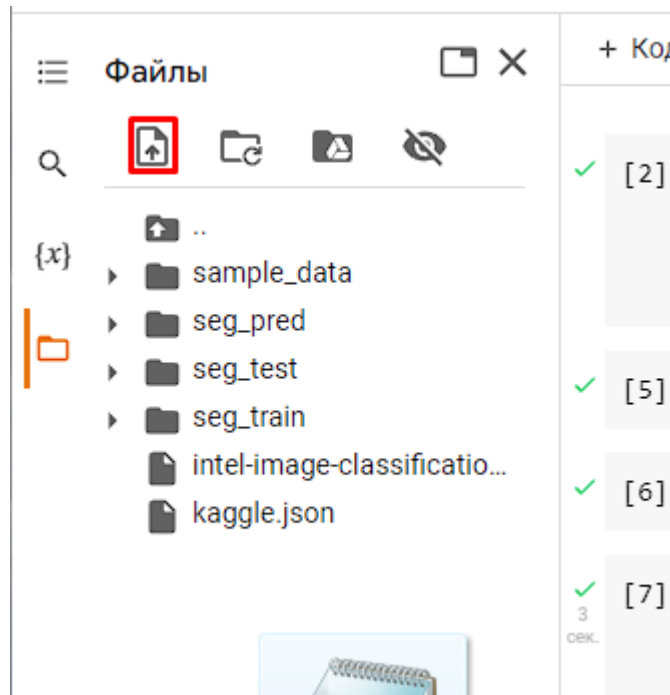 Файлы
+ Код
..
{x}
sample_data
seg_pred
seg_test
seg_train
intel-image-classificatio...
kaggle.json
[2]
[5]
[6]
[7]
3
сек.